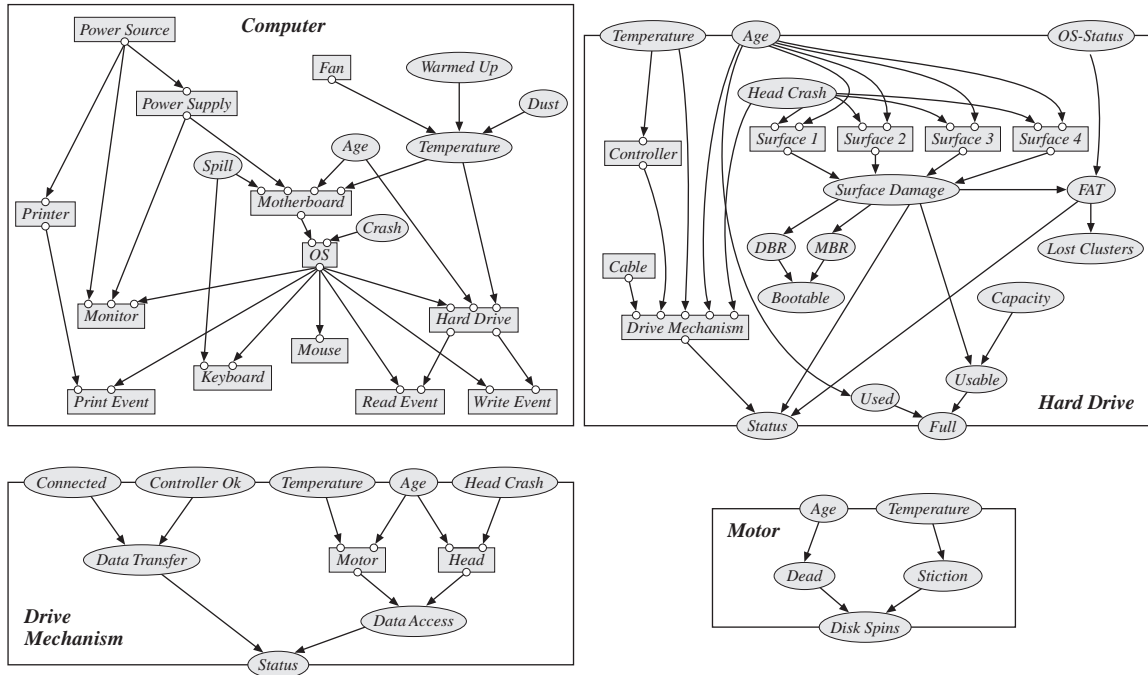 Computer
Power Source
Fan
Warmed Up
Power Supply
Dust
Spill
Age
Temperature
Motherboard
Printer
Crash
OS
Monitor
Hard Drive
Mouse
Keyboard
Print Event
Read Event
Write Event
Temperature
Age
OS-Status
Head Crash
Controller
Surface 1
Surface 2
Surface 3
Surface 4
Surface Damage
FAT
DBR
MBR
Lost Clusters
Cable
Bootable
Capacity
Drive Mechanism
Usable
Used
Hard Drive
Status
Full
Connected
Controller Ok
Temperature
Age
Head Crash
Data Transfer
Motor
Head
Drive
Mechanism
Data Access
Status
Age
Temperature
Motor
Dead
Stiction
Disk Spins